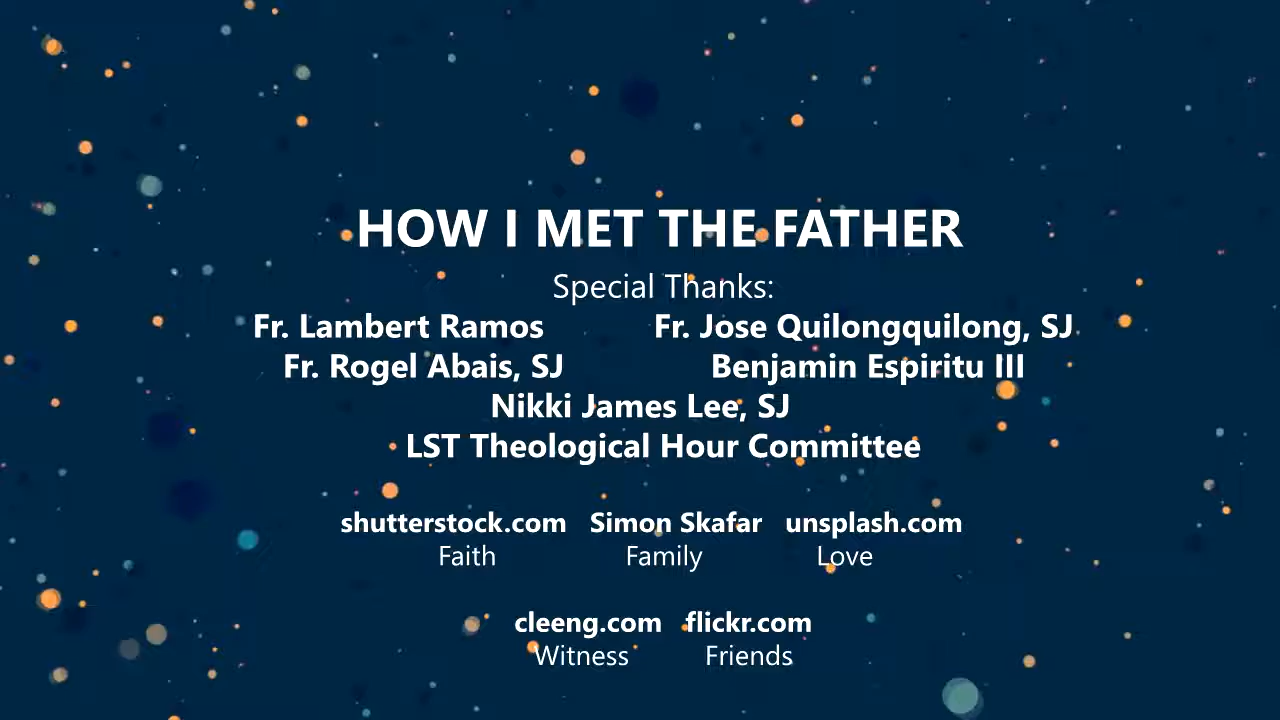 HOW I MET THE FATHER
Special Thanks:
Fr. Lambert Ramos Fr. Jose Quilongquilong, SJ
Fr. Rogel Abais, SJ Benjamin Espiritu III
Nikki James Lee, SJ
LST Theological Hour Committee
shutterstock.com Simon Skafar unsplash.com
Faith Family Love
cleeng.com flickr.com
Witness Friends